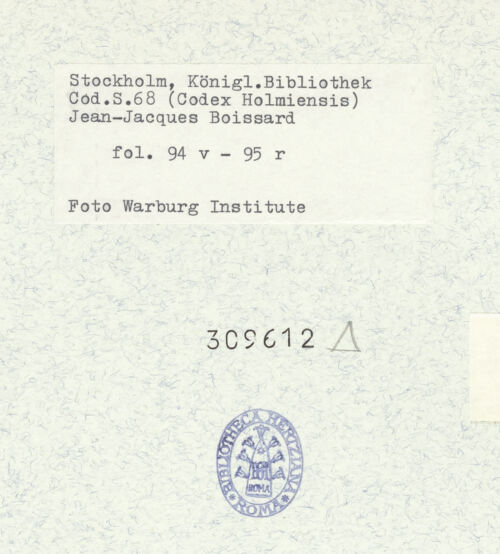 Stockholm, Königl.Bibliothek
Cod.S.68 (Codex Holmiensis)
Jean-Jacques Boissard
fol. 94 v - 95 r
Foto Warburg Institute
309612
BIBLIOTHECA HERTZIANA
ROMA
ROMA